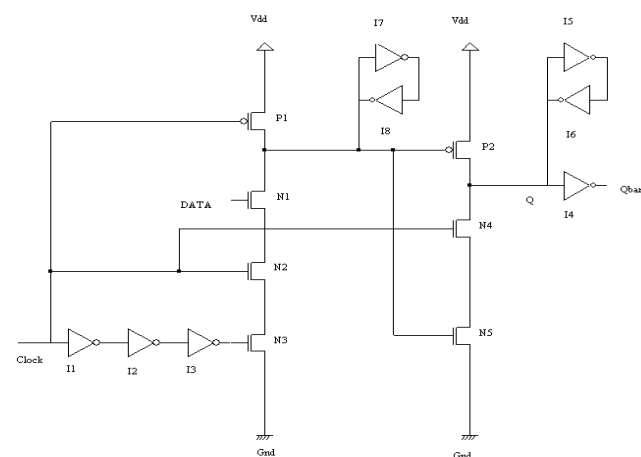 Vdd
I7
Vdd
I5
P1
I8
P2
I6
DATA
N1
Q
I4
Qbar
N4
N2
Clock
I1
I2
I3
N3
N5
Gnd
Gnd